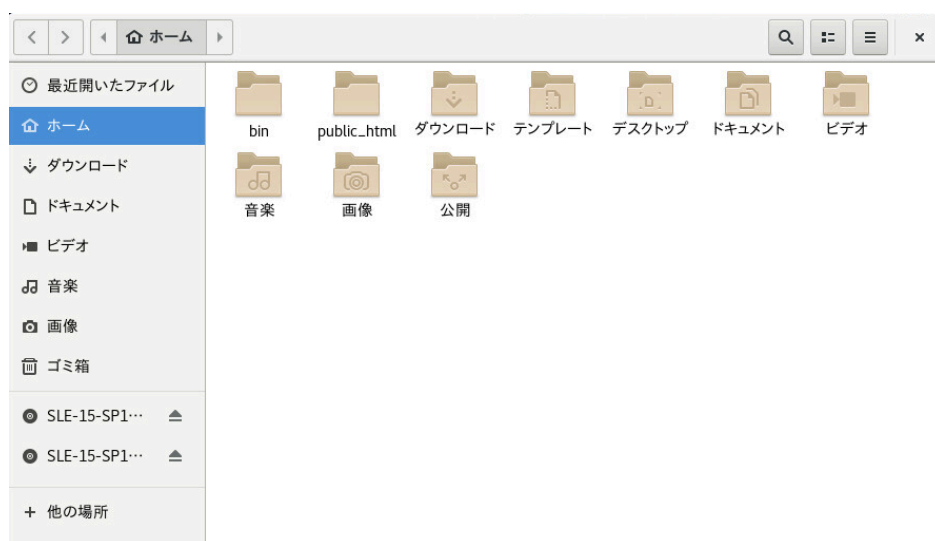 ホーム
最近開いたファイル
ホーム
ダウンロード
ドキュメント
ビデオ
音楽
画像
ゴミ箱
SLE-15-SP1…
SLE-15-SP1…
他の場所
bin public_html ダウンロード テンプレート デスクトップ ドキュメント ビデオ
音楽 画像 公開